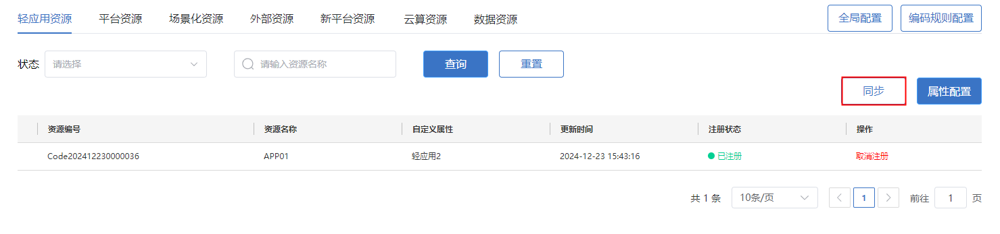 轻应用资源 平台资源 场景化资源 外部资源 新平台资源 云算资源 数据资源 全局配置 编码规则配置
状态 请选择 请输入资源名称 查询 重置
同步 属性配置
资源编号 资源名称 自定义属性 更新时间 注册状态 操作
Code202412230000036 APP01 轻应用2 2024-12-23 15:43:16 已注册 取消注册
共 1 条 10条/页 1 前往 1 页